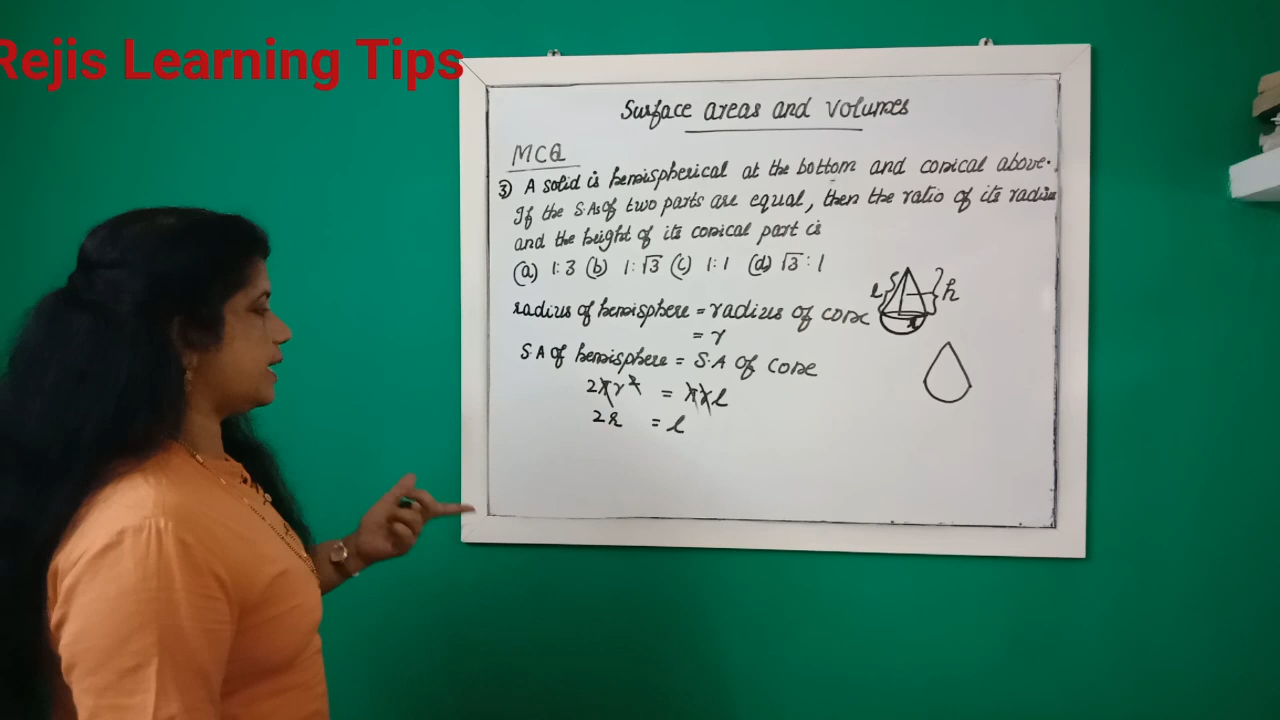 Rejis Learning Tips
Surface areas and volumes
MCQ
3) A solid is hemispherical at the bottom and conical above.
If the S.As of two parts are equal, then the ratio of its radius
and the height of its conical part is
(a) 1:3 (b) 1:√3 (c) 1:1 (d) √3:1
l h
radius of hemisphere = radius of cone
r
= r
S.A of hemisphere = S.A of cone
2πr² = πrl
2r = l